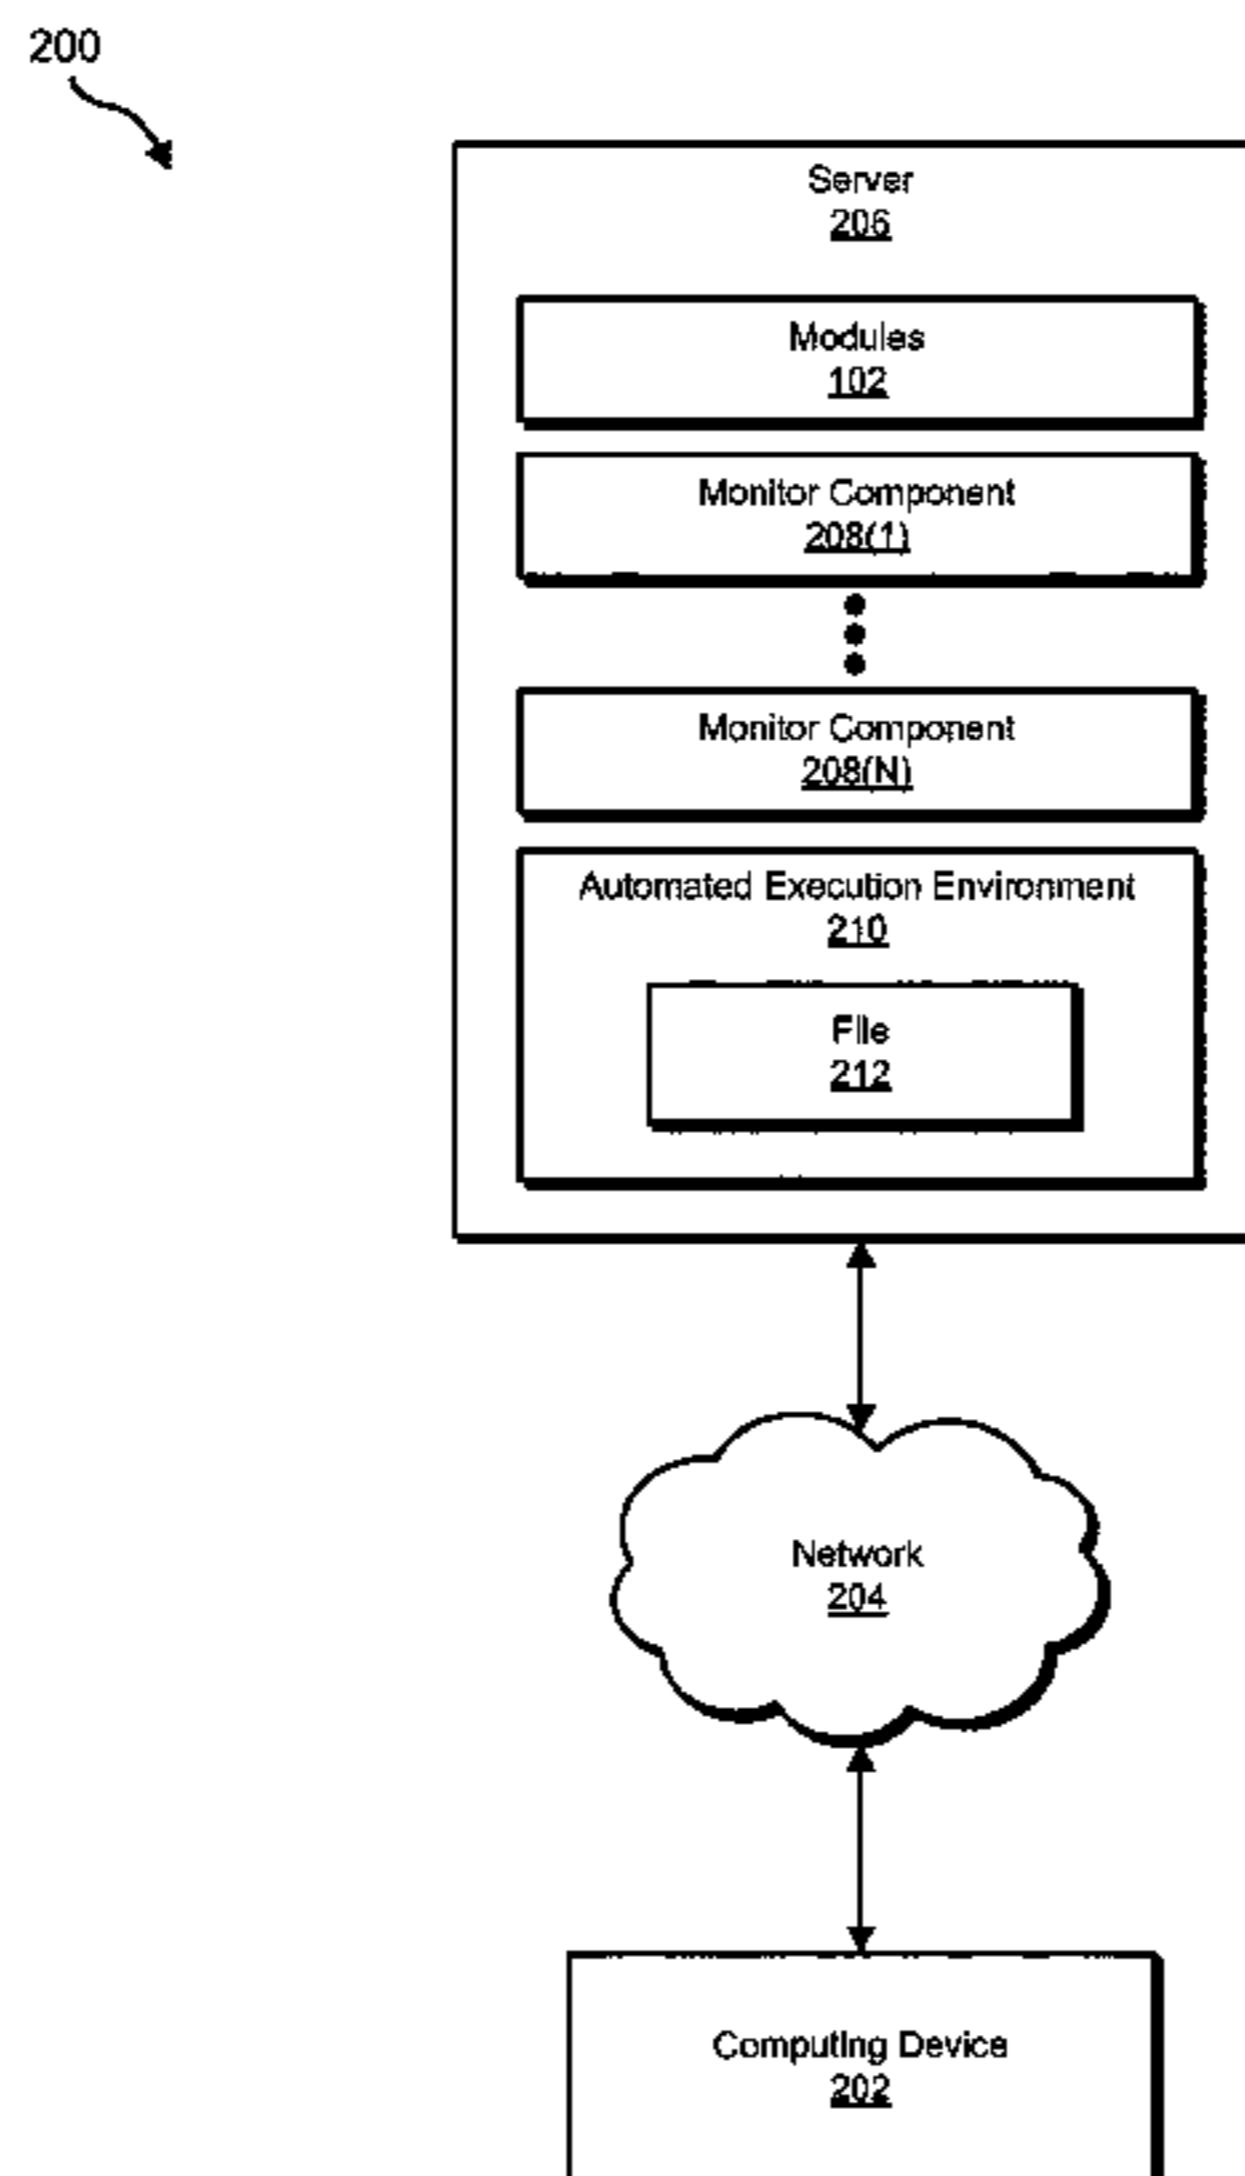 200
Server
206
Modules
102
Monitor Component
208(1)
Monitor Component
208(N)
Automated Execution Environment
210
File
212
Network
204
Computing Device
202